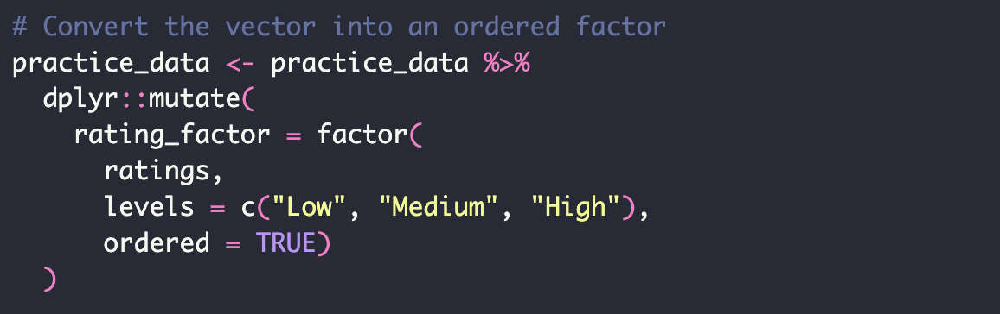 # Convert the vector into an ordered factor
practice_data <- practice_data %>%
  dplyr::mutate(
    rating_factor = factor(
      ratings,
      levels = c("Low", "Medium", "High"),
      ordered = TRUE)
  )